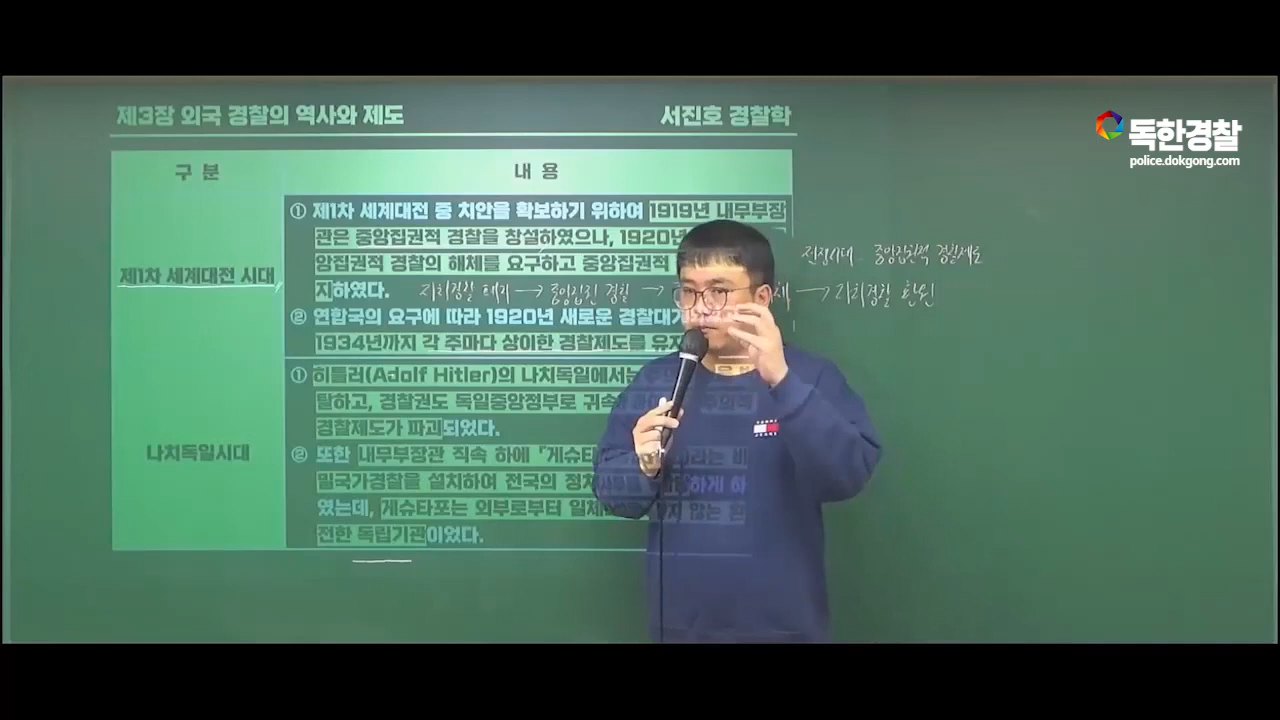 제3장 외국 경찰의 역사와 제도
서진호 경찰학
독한경찰
police.dokgong.com
구 분
내 용
제1차 세계대전 시대
① 제1차 세계대전 중 치안을 확보하기 위하여 1919년 내무부장
관은 중앙집권적 경찰을 창설하였으나, 1920년
앙집권적 경찰의 해체를 요구하고 중앙집권적
지하였다.
② 연합국의 요구에 따라 1920년 새로운 경찰대가
1934년까지 각 주마다 상이한 경찰제도를 유지
전쟁시대 중앙집권적 경찰제도
→ 중앙집권 경찰 → → 자치경찰 환원
나치독일시대
① 히틀러(Adolf Hitler)의 나치독일에서는
탈하고, 경찰권도 독일중앙정부로 귀속
경찰제도가 파괴되었다.
② 또한 내무부장관 직속 하에 『게슈타 라는 비
밀국가경찰을 설치하여 전국의 정치 하게 하
였는데, 게슈타포는 외부로부터 일체 지 않는 완
전한 독립기관이었다.
TOMMY
JEANS